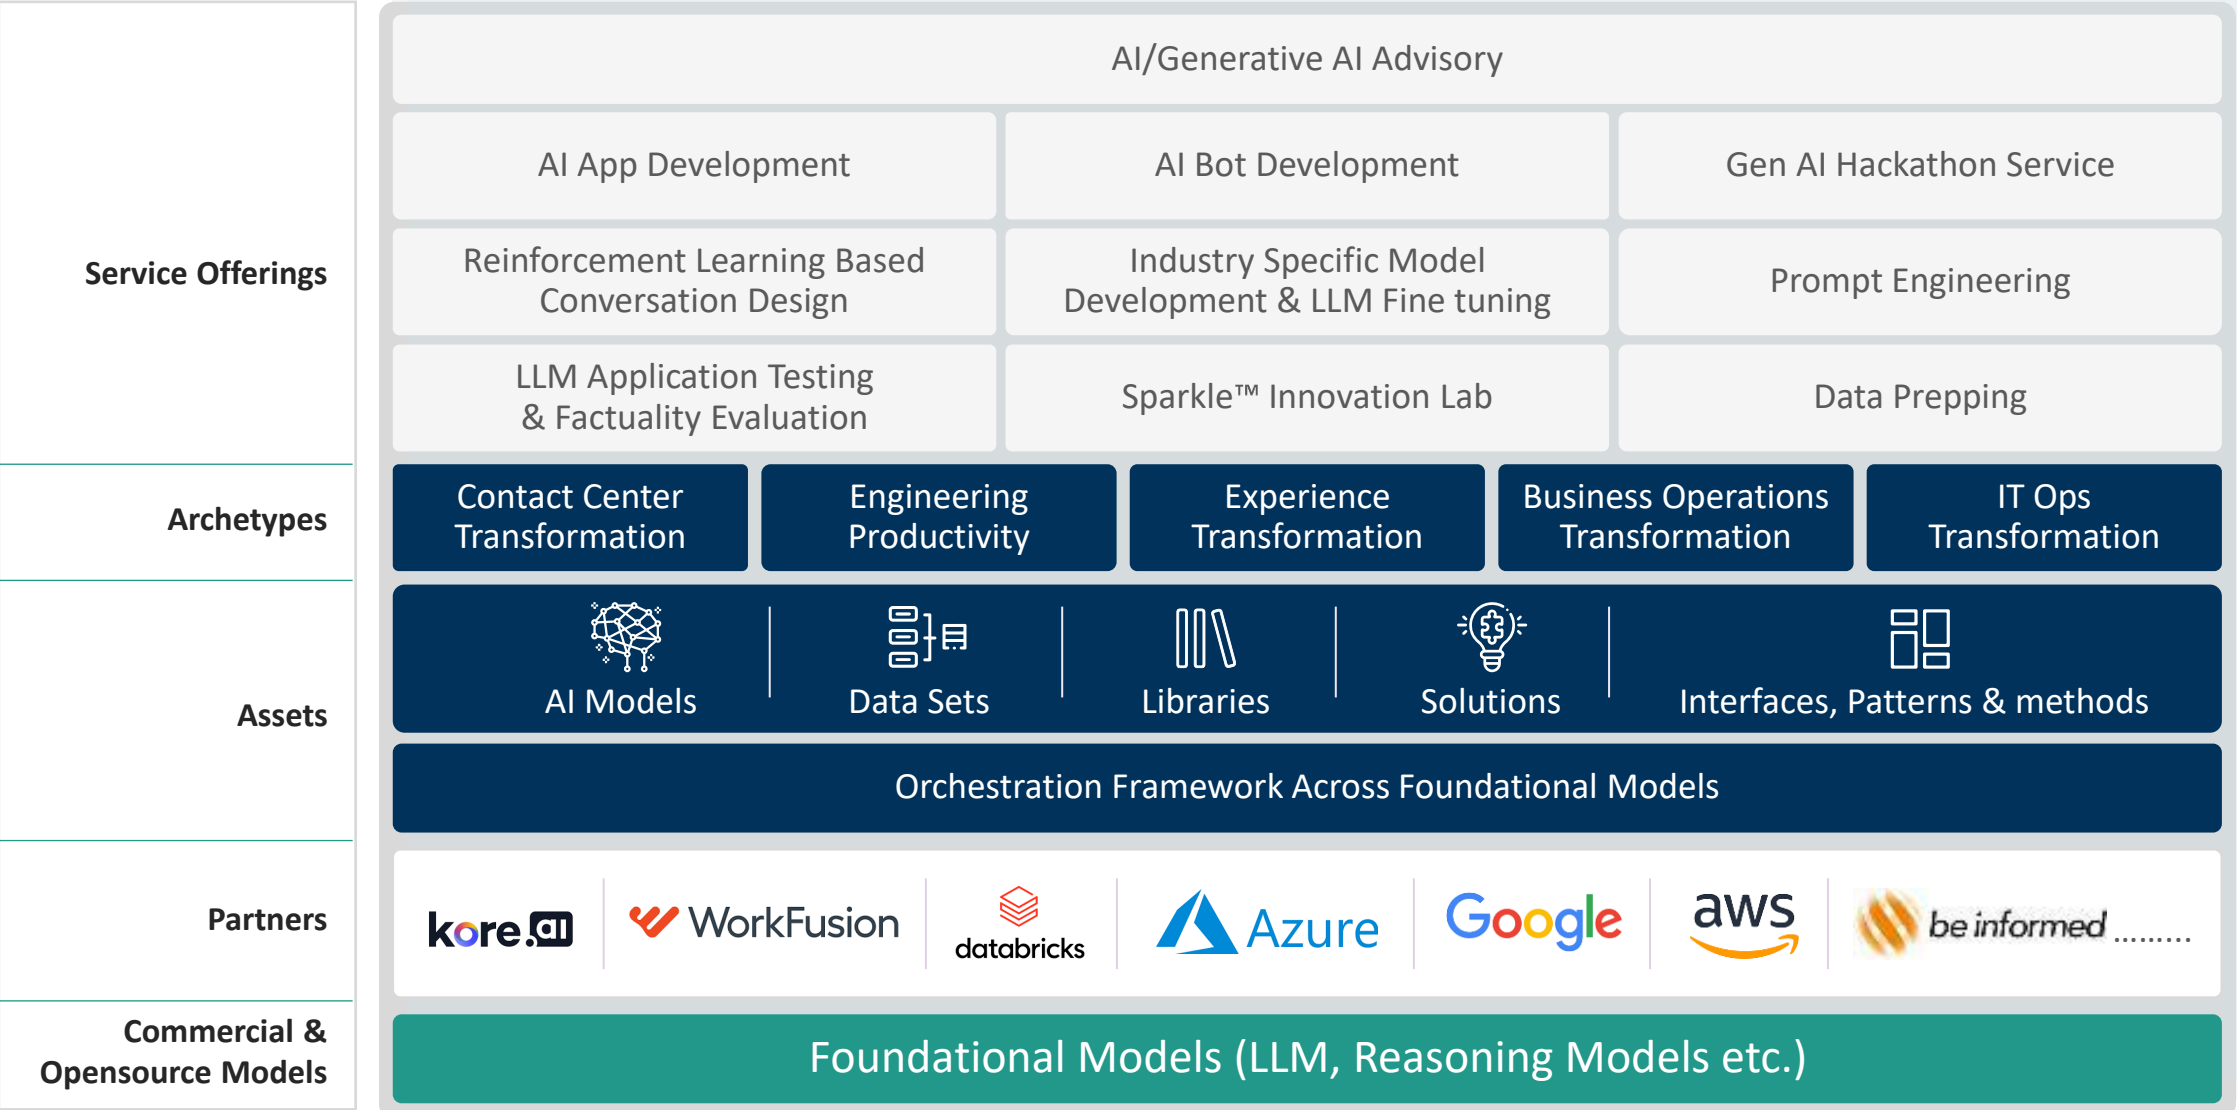 AI/Generative AI Advisory
AI App Development
AI Bot Development
Gen AI Hackathon Service
Service Offerings
Reinforcement Learning Based
Conversation Design
Industry Specific Model
Development & LLM Fine tuning
Prompt Engineering
LLM Application Testing
& Factuality Evaluation
Sparkle™ Innovation Lab
Data Prepping
Archetypes
Contact Center
Transformation
Engineering
Productivity
Experience
Transformation
Business Operations
Transformation
IT Ops
Transformation
Assets
AI Models
Data Sets
Libraries
Solutions
Interfaces, Patterns & methods
Orchestration Framework Across Foundational Models
Partners
kore.ai
WorkFusion
databricks
Azure
Google
aws
be informed .........
Commercial &
Opensource Models
Foundational Models (LLM, Reasoning Models etc.)